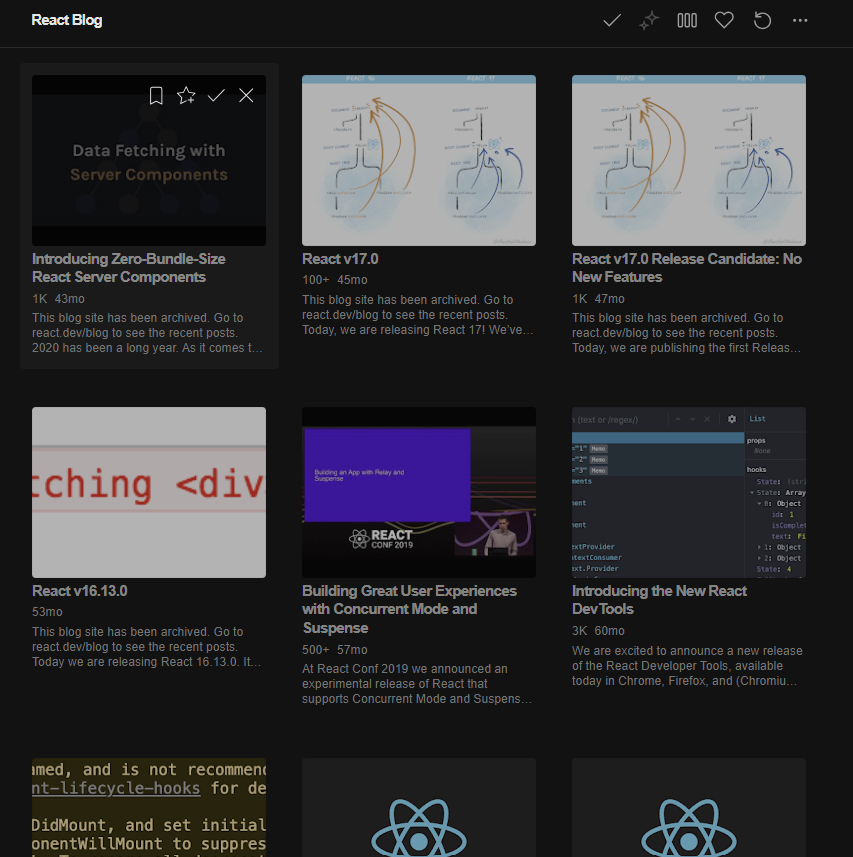 React Blog
Data Fetching with
Server Components
Introducing Zero-Bundle-Size
React Server Components
1K 43mo
This blog site has been archived. Go to
react.dev/blog to see the recent posts.
2020 has been a long year. As it comes t…
REACT 16
REACT 17
React v17.0
100+ 45mo
This blog site has been archived. Go to
react.dev/blog to see the recent posts.
Today, we are releasing React 17! We've…
REACT 16
REACT 17
React v17.0 Release Candidate: No
New Features
1K 47mo
This blog site has been archived. Go to
react.dev/blog to see the recent posts.
Today, we are publishing the first Releas…
tching <div
React v16.13.0
53mo
This blog site has been archived. Go to
react.dev/blog to see the recent posts.
Today we are releasing React 16.13.0. It…
Building an App with Relay and
Suspense
REACT
CONF 2019
Building Great User Experiences
with Concurrent Mode and
Suspense
500+ 57mo
At React Conf 2019 we announced an
experimental release of React that
supports Concurrent Mode and Suspens…
(text or /regex/)
List
="1" Memo
="2" Memo
="3" Memo
ments
ent
ent
extProvider
textConsumer
ext.Provider
props
None
hooks
State: (stri
State: Array
0: Object
id: 1
isComplet
text: Fi
1: Object
2: Object
State: 4
Introducing the New React
DevTools
3K 60mo
We are excited to announce a new release
of the React Developer Tools, available
today in Chrome, Firefox, and (Chromiu…
amed, and is not recommend
nt-lifecycle-hooks for de
DidMount, and set initial
onentWillMount to suppres